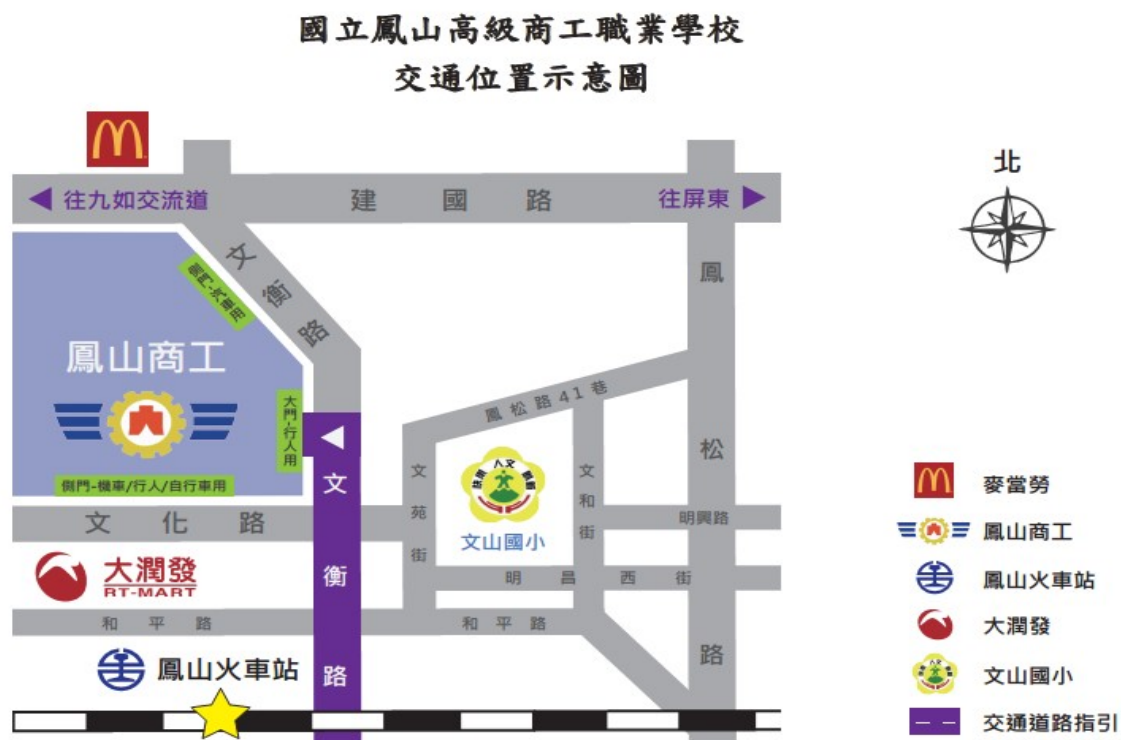 國立鳳山高級商工職業學校
交通位置示意圖
往九如交流道
建國路
往屏東
北
文衡路
側門-汽車用
鳳松路
鳳山商工
大門-行人用
側門-機車/行人/自行車用
鳳松路41巷
文苑街
文山國小
文和街
明興路
文化路
文衡路
大潤發
RT-MART
明昌西街
和平路
和平路
鳳山火車站
麥當勞
鳳山商工
鳳山火車站
大潤發
文山國小
交通道路指引